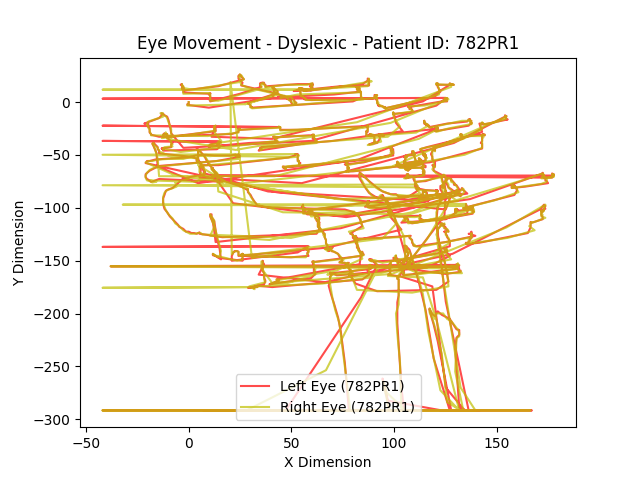 Eye Movement - Dyslexic - Patient ID: 782PR1
Y Dimension
0
−50
−100
−150
−200
−250
−300
−50
0
50
100
150
X Dimension
Left Eye (782PR1)
Right Eye (782PR1)